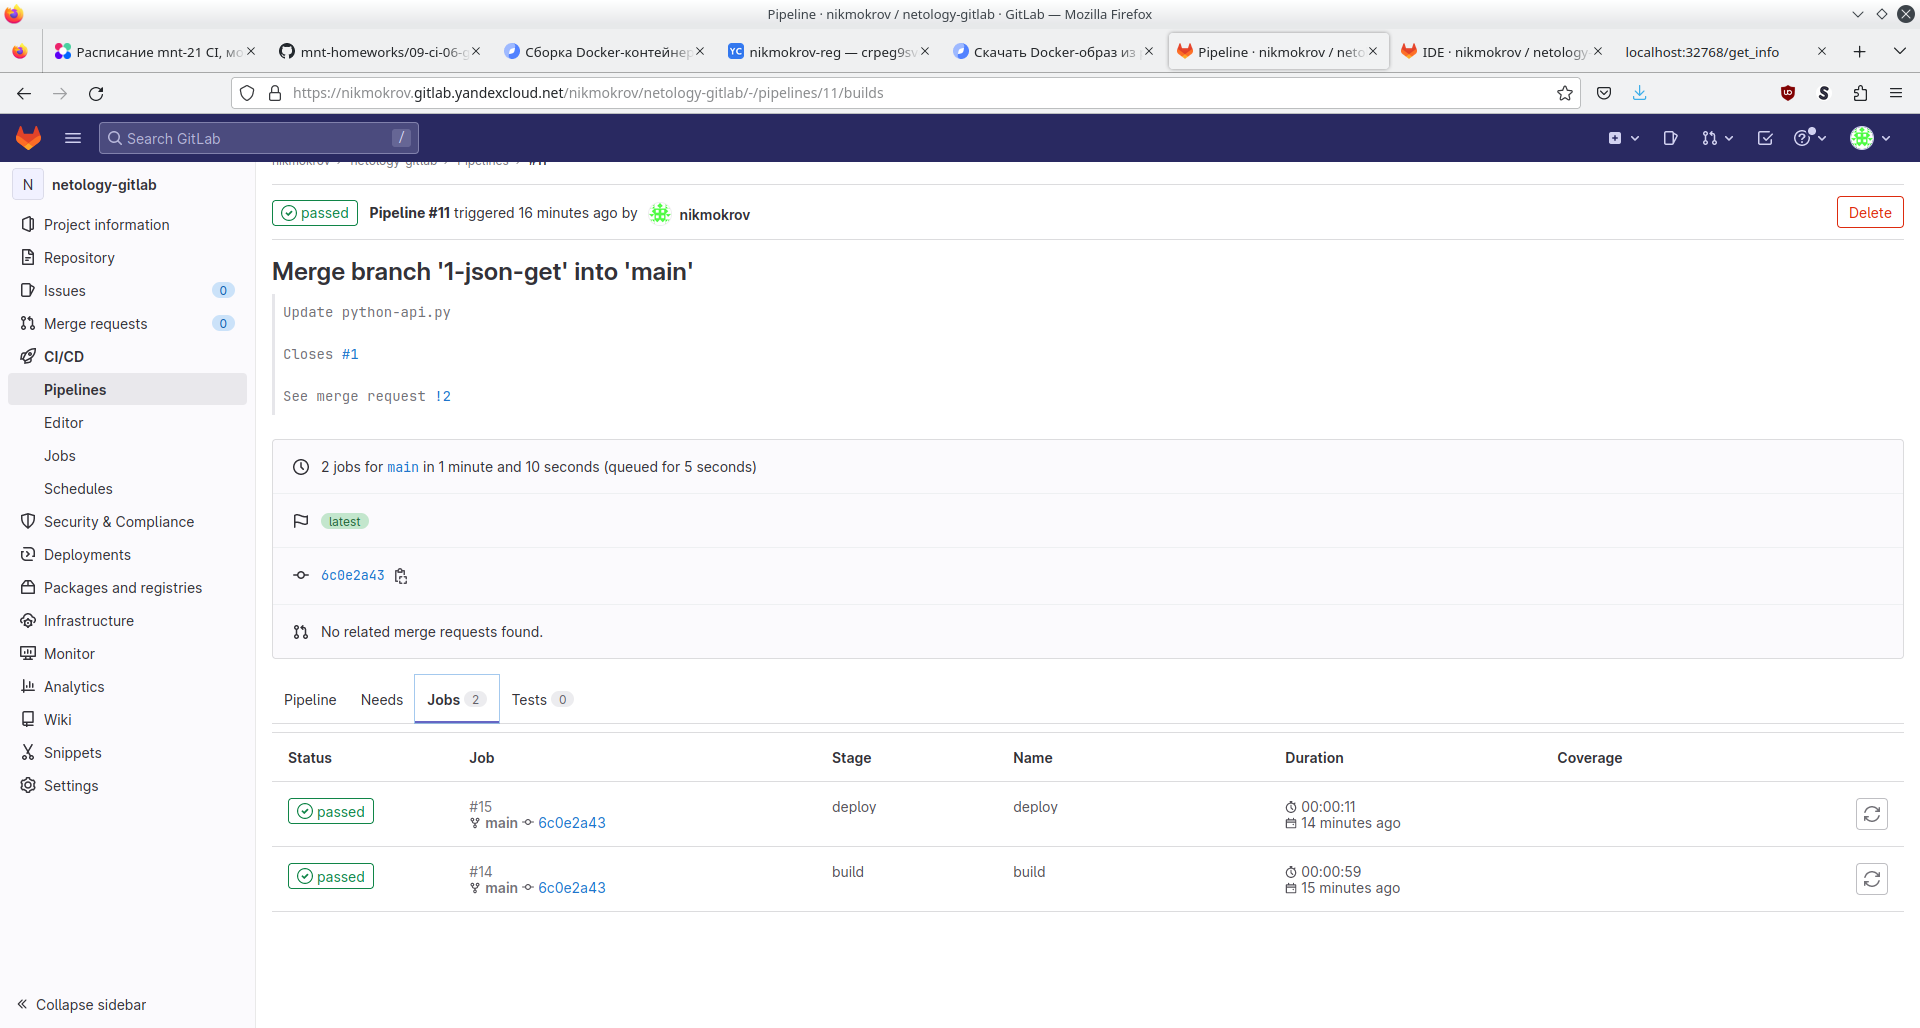 Pipeline · nikmokrov / netology-gitlab · GitLab — Mozilla Firefox
Расписание mnt-21 CI, мо
mnt-homeworks/09-ci-06-g
Сборка Docker-контейнер
YC nikmokrov-reg — crpeg9sv
Скачать Docker-образ из
Pipeline · nikmokrov / neto
IDE · nikmokrov / netology-
localhost:32768/get_info
https://nikmokrov.gitlab.yandexcloud.net/nikmokrov/netology-gitlab/-/pipelines/11/builds
Search GitLab /
nikmokrov › netology-gitlab › Pipelines › #11
N netology-gitlab
Project information
Repository
Issues 0
Merge requests 0
CI/CD
Pipelines
Editor
Jobs
Schedules
Security & Compliance
Deployments
Packages and registries
Infrastructure
Monitor
Analytics
Wiki
Snippets
Settings
Collapse sidebar
passed Pipeline #11 triggered 16 minutes ago by nikmokrov
Delete
Merge branch '1-json-get' into 'main'
Update python-api.py
Closes #1
See merge request !2
2 jobs for main in 1 minute and 10 seconds (queued for 5 seconds)
latest
6c0e2a43
No related merge requests found.
Pipeline Needs Jobs 2 Tests 0
Status Job Stage Name Duration Coverage
passed #15 deploy deploy 00:00:11
main 6c0e2a43 14 minutes ago
passed #14 build build 00:00:59
main 6c0e2a43 15 minutes ago